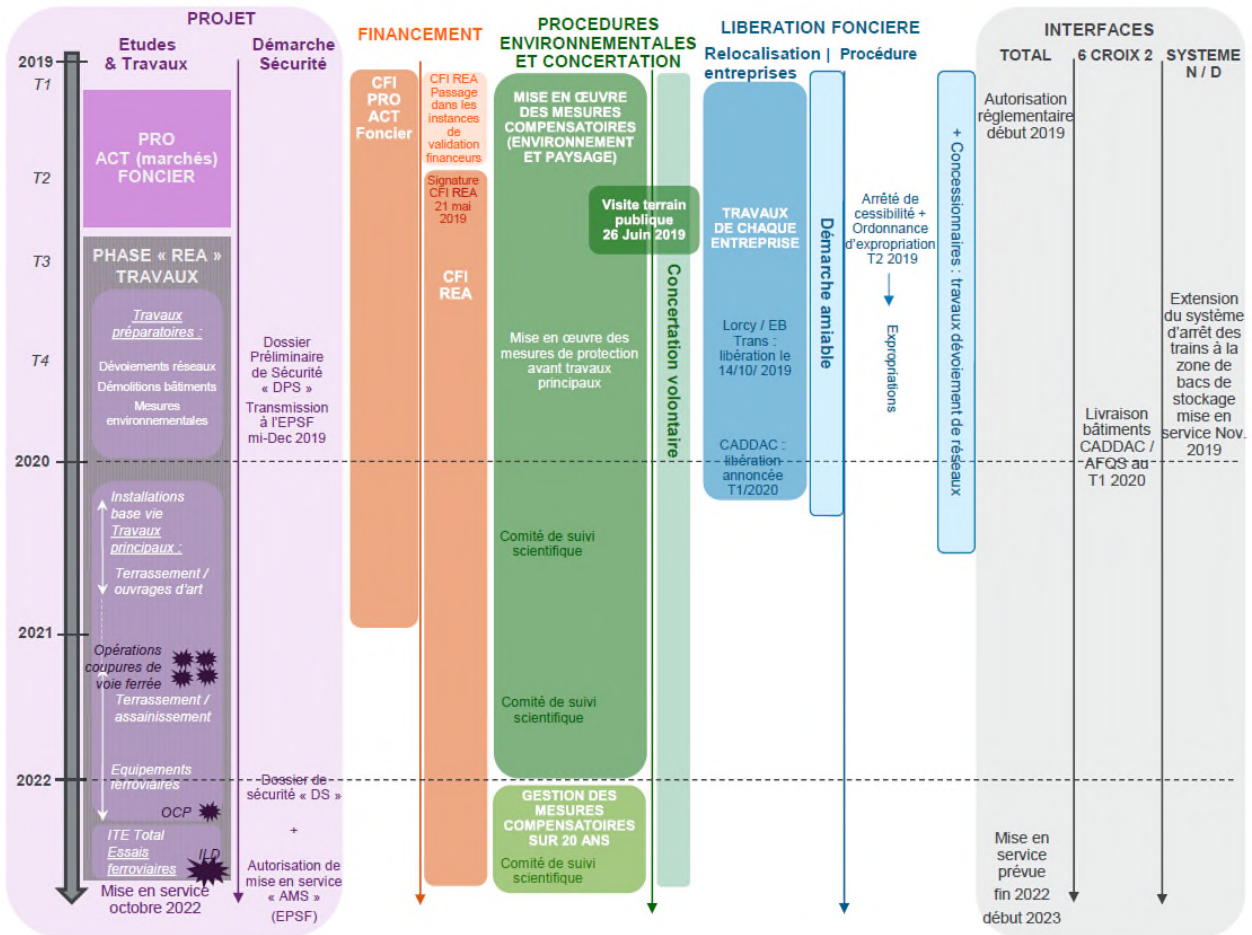 PROJET
Etudes
& Travaux
Démarche
Sécurité
FINANCEMENT
PROCEDURES
ENVIRONNEMENTALES
ET CONCERTATION
LIBERATION FONCIERE
Relocalisation | Procédure
entreprises
INTERFACES
TOTAL
6 CROIX 2
SYSTEME
N / D
2019
T1
T2
T3
T4
2020
2021
2022
PRO
ACT (marchés)
FONCIER
PHASE « REA »
TRAVAUX
Travaux
préparatoires :
Dévoiements réseaux
Démolitions bâtiments
Mesures
environnementales
Installations
base vie
Travaux
principaux :
Terrassement /
ouvrages d'art
Opérations
coupures de
voie ferrée
Terrassement /
assainissement
Equipements
ferroviaires
OCP
ITE Total
Essais
ferroviaires
ILD
Mise en service
octobre 2022
Dossier
Préliminaire
de Sécurité
« DPS »
Transmission
à l'EPSF
mi-Dec 2019
Dossier de
sécurité « DS »
+
Autorisation de
mise en service
« AMS »
(EPSF)
CFI
PRO
ACT
Foncier
CFI REA
Passage
dans les
instances
de
validation
financeurs
Signature
CFI REA
21 mai
2019
CFI
REA
MISE EN ŒUVRE
DES MESURES
COMPENSATOIRES
(ENVIRONNEMENT
ET PAYSAGE)
Visite terrain
publique
26 Juin 2019
Mise en œuvre des
mesures de protection
avant travaux
principaux
Comité de suivi
scientifique
Comité de suivi
scientifique
GESTION DES
MESURES
COMPENSATOIRES
SUR 20 ANS
Comité de suivi
scientifique
Concertation volontaire
TRAVAUX
DE CHAQUE
ENTREPRISE
Lorcy / EB
Trans :
libération le
14/10/ 2019
CADDAC :
libération
annoncée
T1/2020
Démarche amiable
Arrêté de
cessibilité +
Ordonnance
d'expropriation
T2 2019
Expropriations
+ Concessionnaires : travaux dévoiement de réseaux
Autorisation
réglementaire
début 2019
Mise en
service
prévue
fin 2022
début 2023
Livraison
bâtiments
CADDAC /
AFQS au
T1 2020
Extension
du système
d'arrêt des
trains à la
zone de
bacs de
stockage
mise en
service Nov.
2019